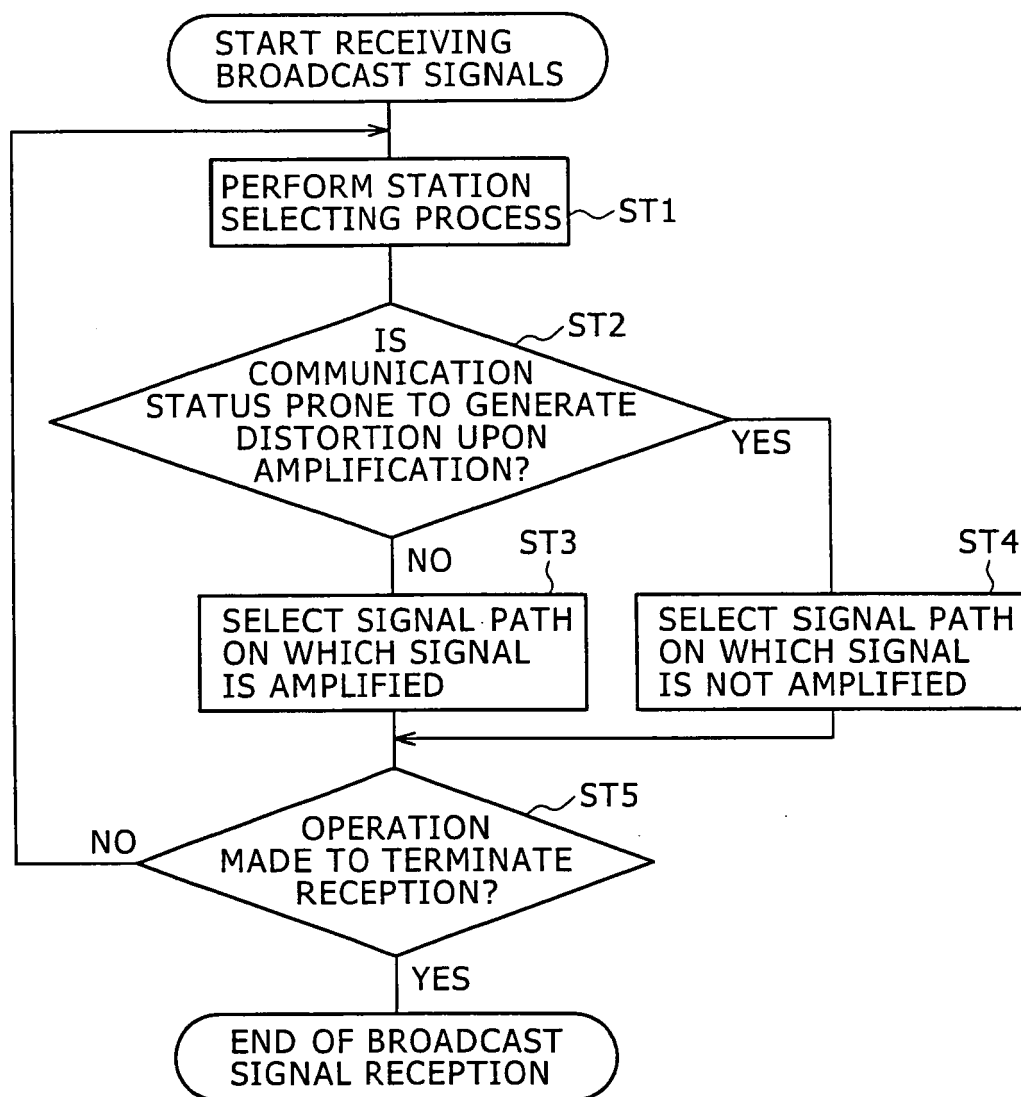 START RECEIVING
BROADCAST SIGNALS
PERFORM STATION
SELECTING PROCESS
ST1
ST2
IS
COMMUNICATION
STATUS PRONE TO GENERATE
DISTORTION UPON
AMPLIFICATION?
YES
NO
ST3
SELECT SIGNAL PATH
ON WHICH SIGNAL
IS AMPLIFIED
ST4
SELECT SIGNAL PATH
ON WHICH SIGNAL
IS NOT AMPLIFIED
ST5
NO
OPERATION
MADE TO TERMINATE
RECEPTION?
YES
END OF BROADCAST
SIGNAL RECEPTION